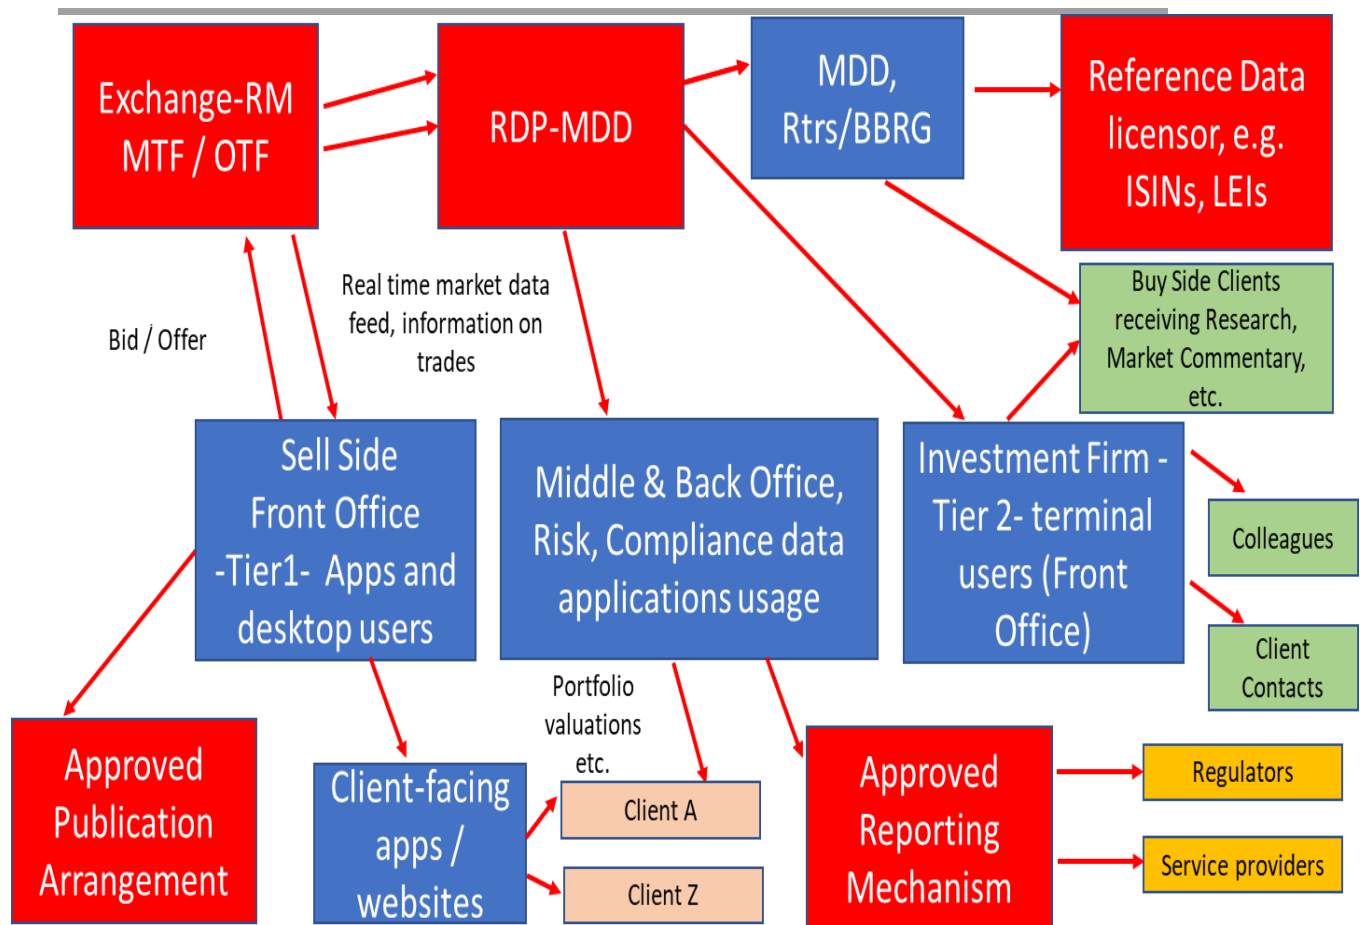 Exchange-RM
MTF / OTF
RDP-MDD
MDD,
Rtrs/BBRG
Reference Data
licensor, e.g.
ISINs, LEIs
Buy Side Clients
receiving Research,
Market Commentary,
etc.
Real time market data
feed, information on
trades
Bid / Offer
Sell Side
Front Office
-Tier1- Apps and
desktop users
Middle & Back Office,
Risk, Compliance data
applications usage
Investment Firm -
Tier 2- terminal
users (Front
Office)
Colleagues
Client
Contacts
Portfolio
valuations
etc.
Approved
Publication
Arrangement
Client-facing
apps /
websites
Client A
Client Z
Approved
Reporting
Mechanism
Regulators
Service providers